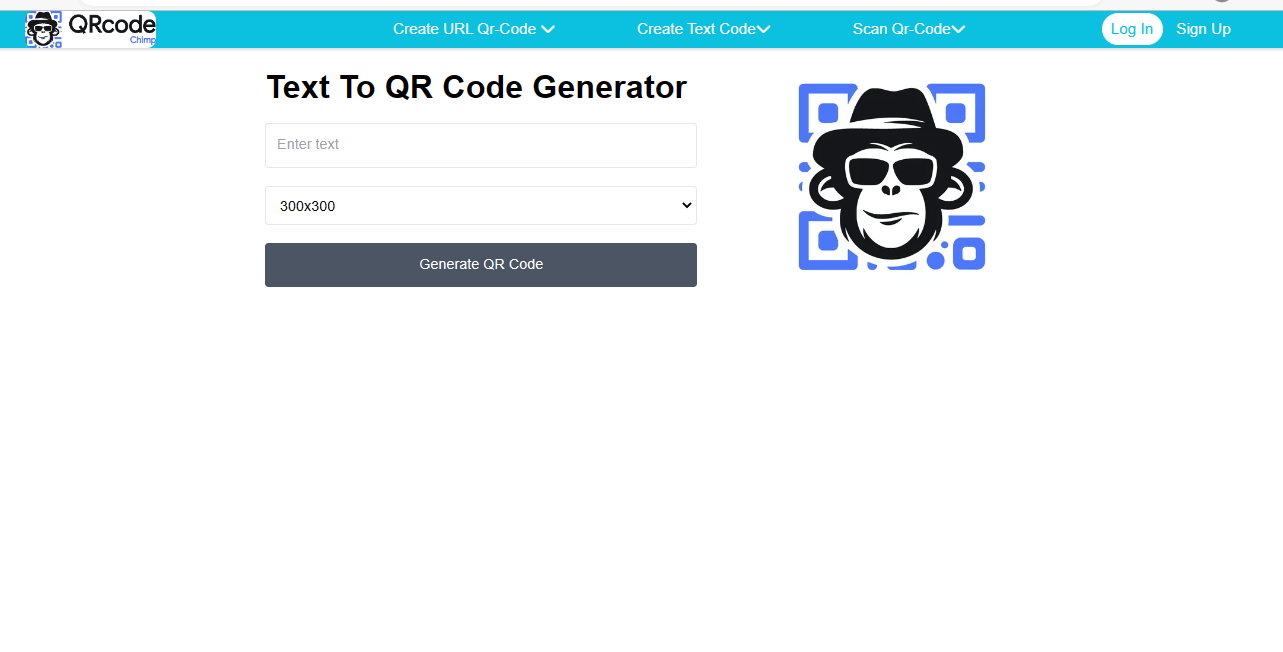 QRcode
Chimp
Create URL Qr-Code
Create Text Code
Scan Qr-Code
Log In
Sign Up
Text To QR Code Generator
Enter text
300x300
Generate QR Code